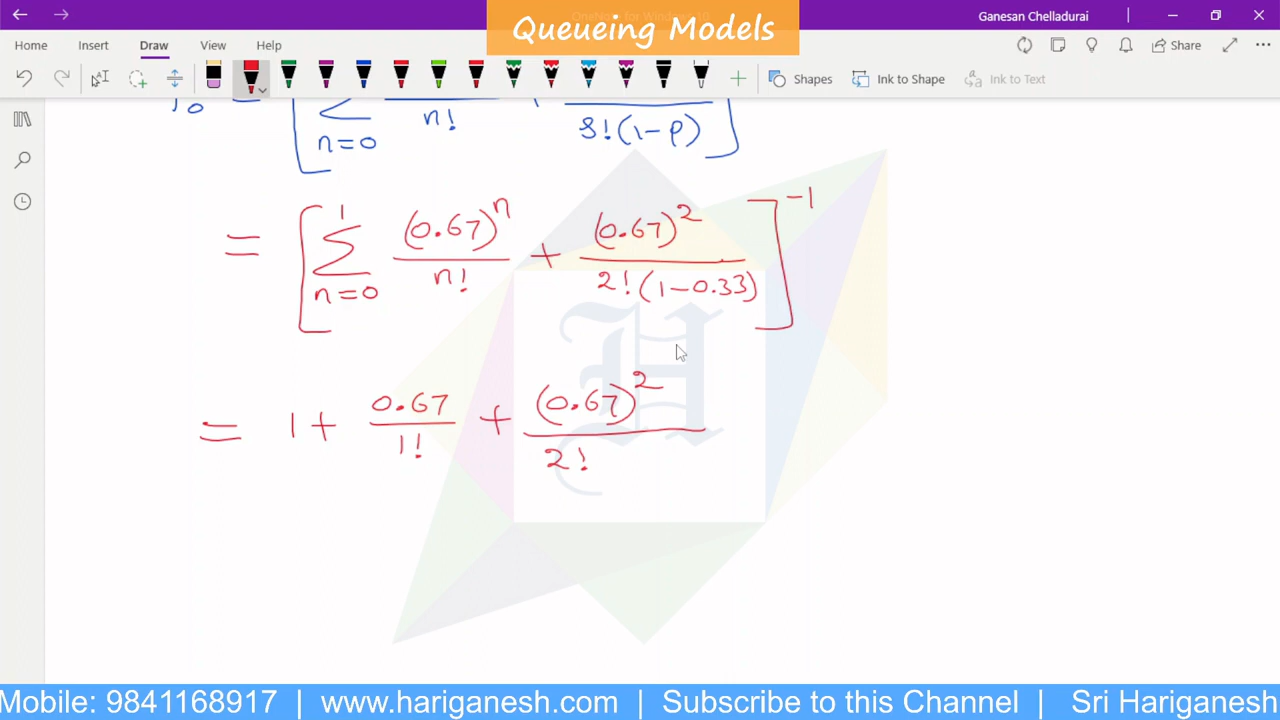 Queueing Models
Ganesan Chelladurai
Home Insert Draw View Help
Share
Shapes Ink to Shape Ink to Text
n! S!(1-ρ)
n=0
= [ Σ (0.67)^n / n! + (0.67)^2 / 2!(1-0.33) ]^-1
1
n=0
= 1 + 0.67 / 1! + (0.67)^2 / 2!
Mobile: 9841168917 | www.hariganesh.com | Subscribe to this Channel | Sri Hariganesh